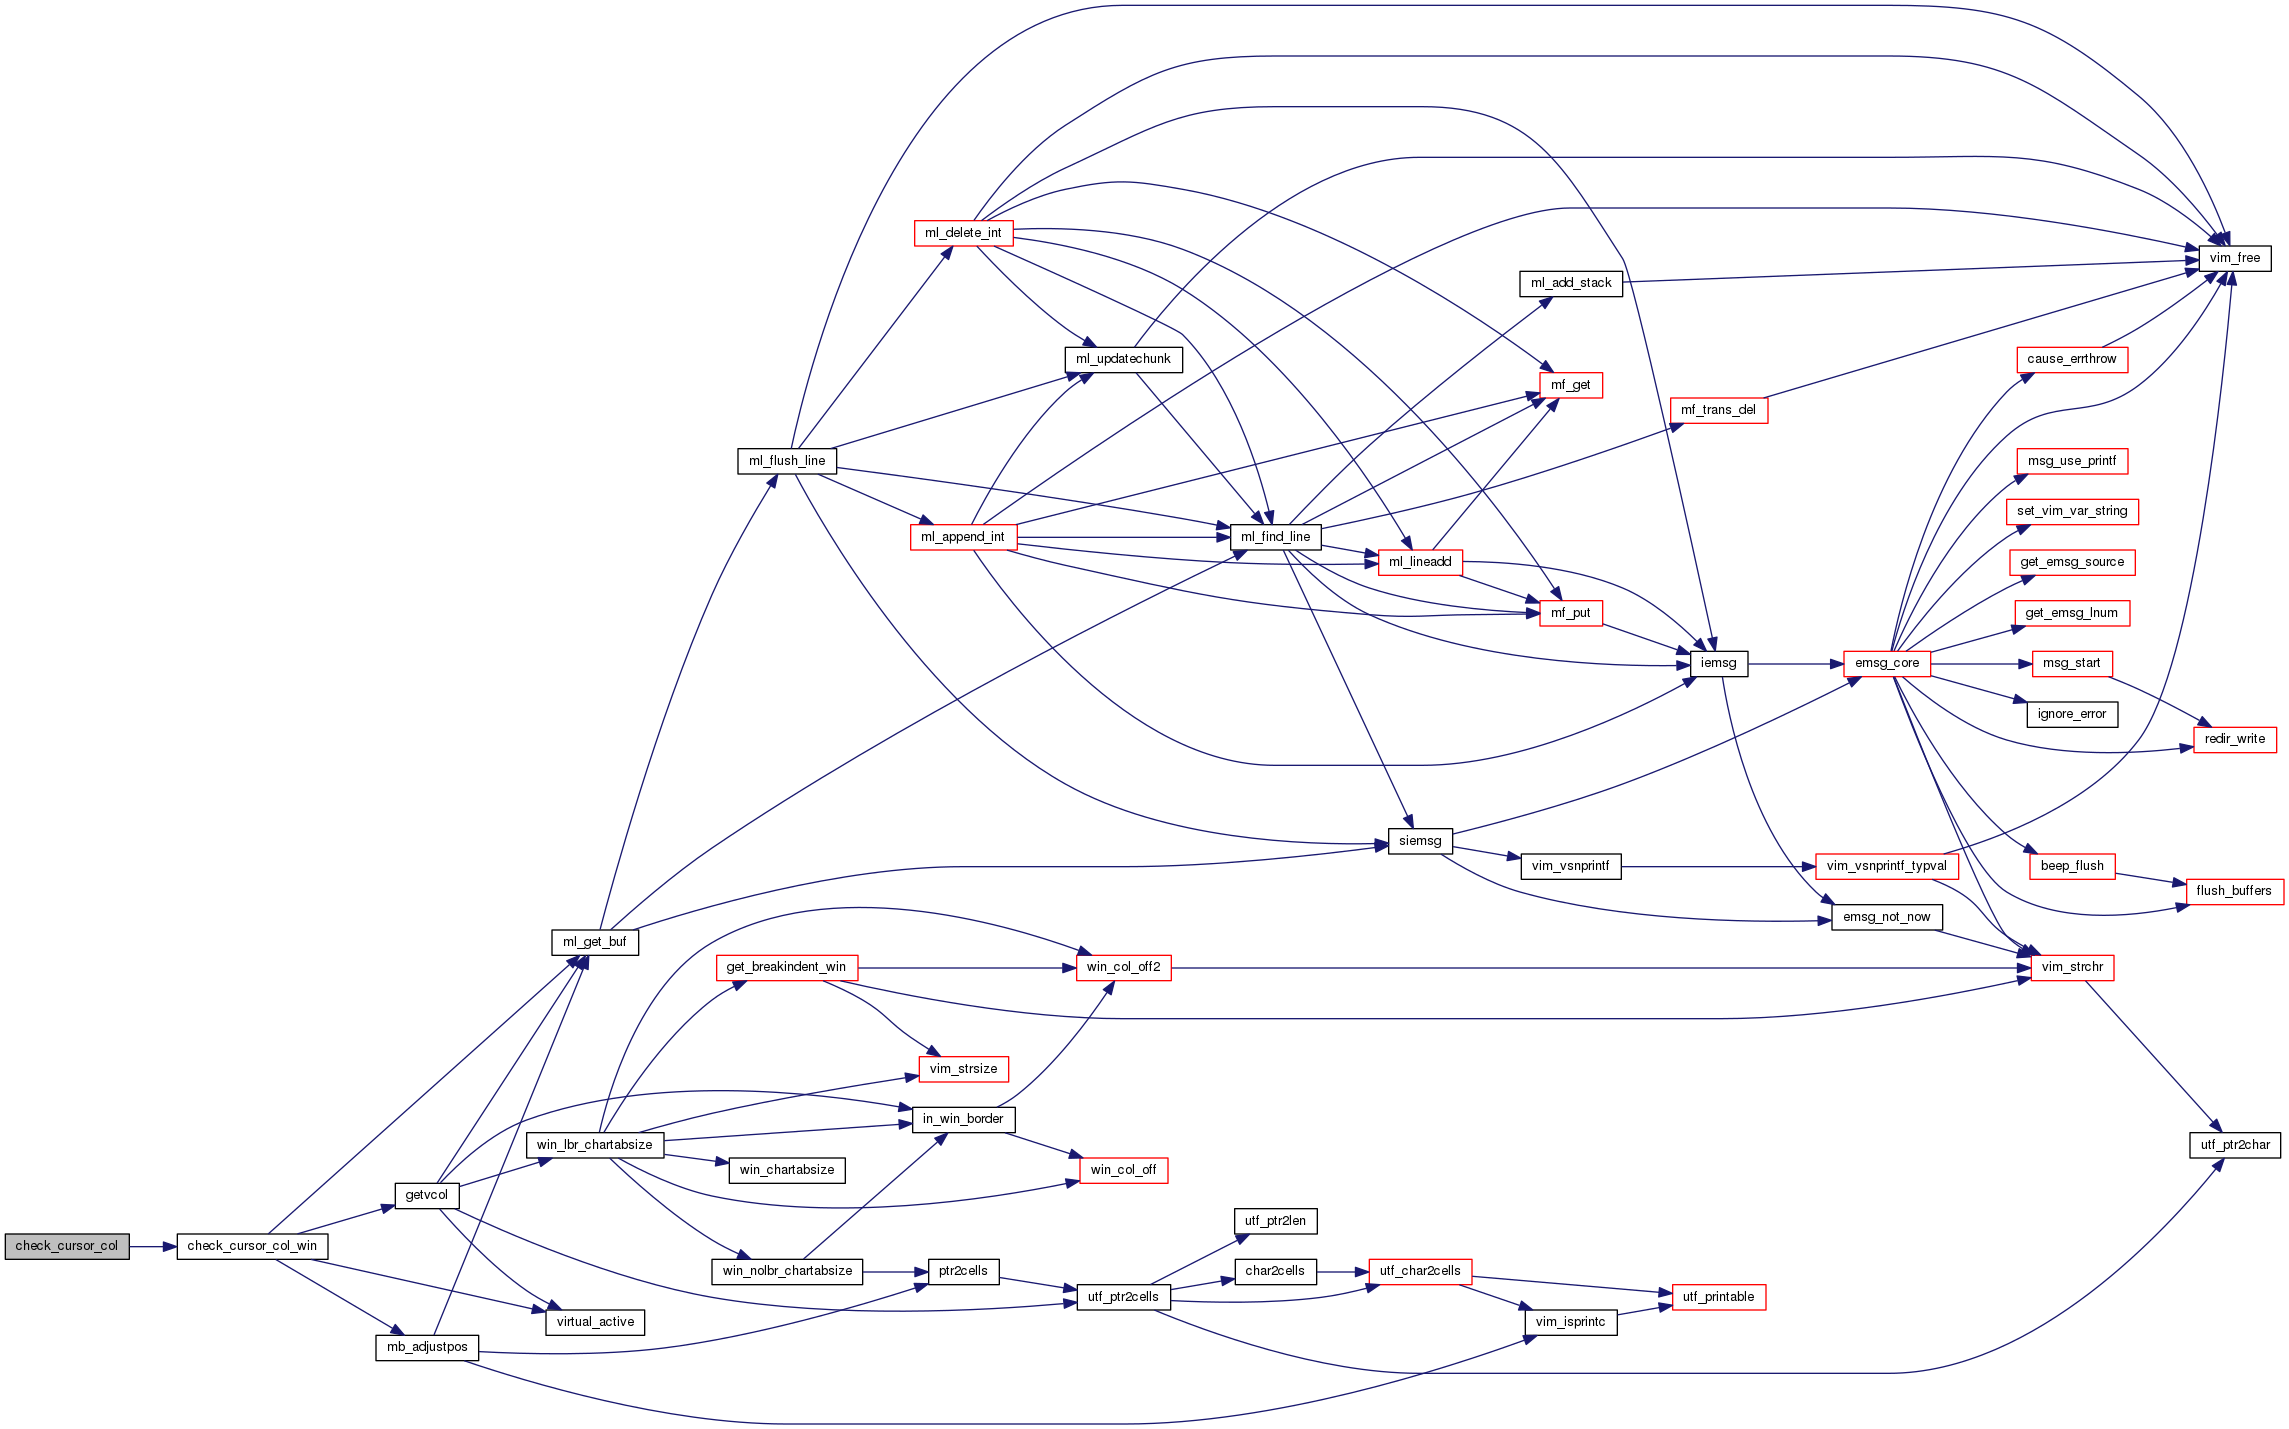 check_cursor_col
check_cursor_col_win
getvcol
mb_adjustpos
ml_get_buf
win_lbr_chartabsize
virtual_active
ml_flush_line
get_breakindent_win
win_chartabsize
win_nolbr_chartabsize
ml_delete_int
ml_append_int
vim_strsize
in_win_border
ptr2cells
ml_updatechunk
win_col_off2
win_col_off
utf_ptr2cells
ml_find_line
utf_ptr2len
char2cells
ml_lineadd
siemsg
utf_char2cells
ml_add_stack
mf_get
mf_put
vim_vsnprintf
vim_isprintc
mf_trans_del
iemsg
utf_printable
emsg_core
vim_vsnprintf_typval
emsg_not_now
cause_errthrow
msg_use_printf
set_vim_var_string
get_emsg_source
get_emsg_lnum
msg_start
ignore_error
beep_flush
vim_strchr
vim_free
redir_write
flush_buffers
utf_ptr2char